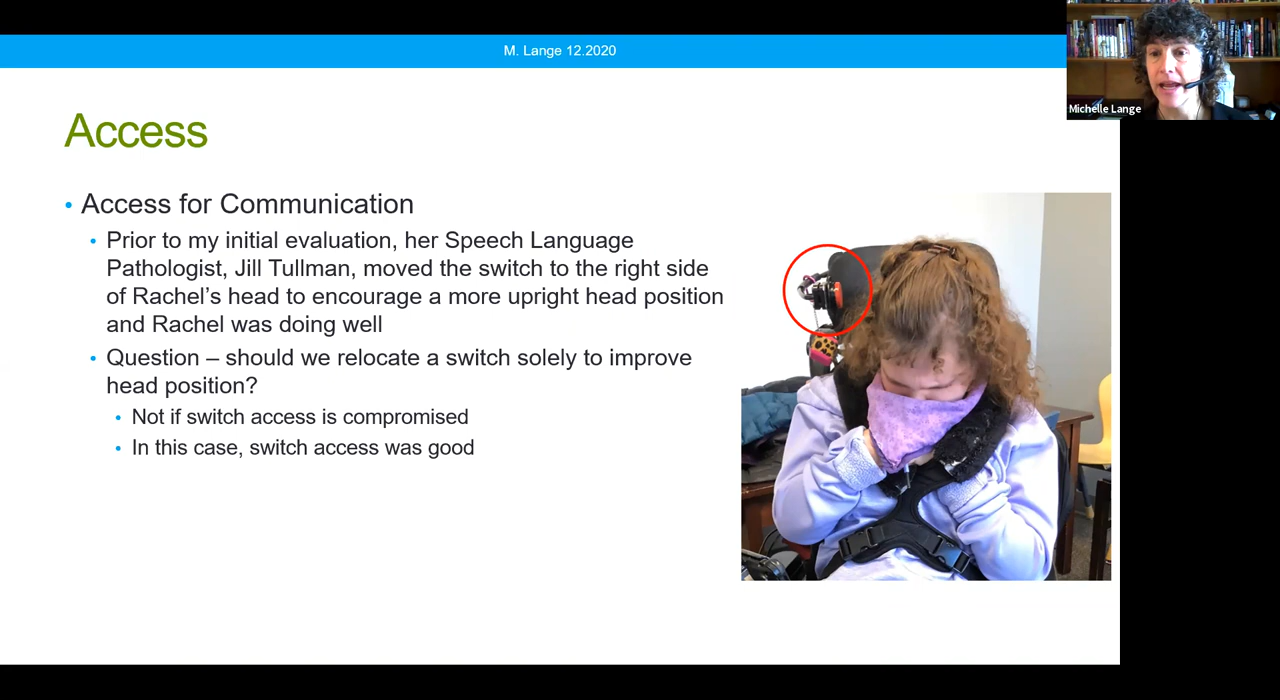 M. Lange 12.2020
Michelle Lange
Access
• Access for Communication
• Prior to my initial evaluation, her Speech Language
Pathologist, Jill Tullman, moved the switch to the right side
of Rachel’s head to encourage a more upright head position
and Rachel was doing well
• Question – should we relocate a switch solely to improve
head position?
• Not if switch access is compromised
• In this case, switch access was good